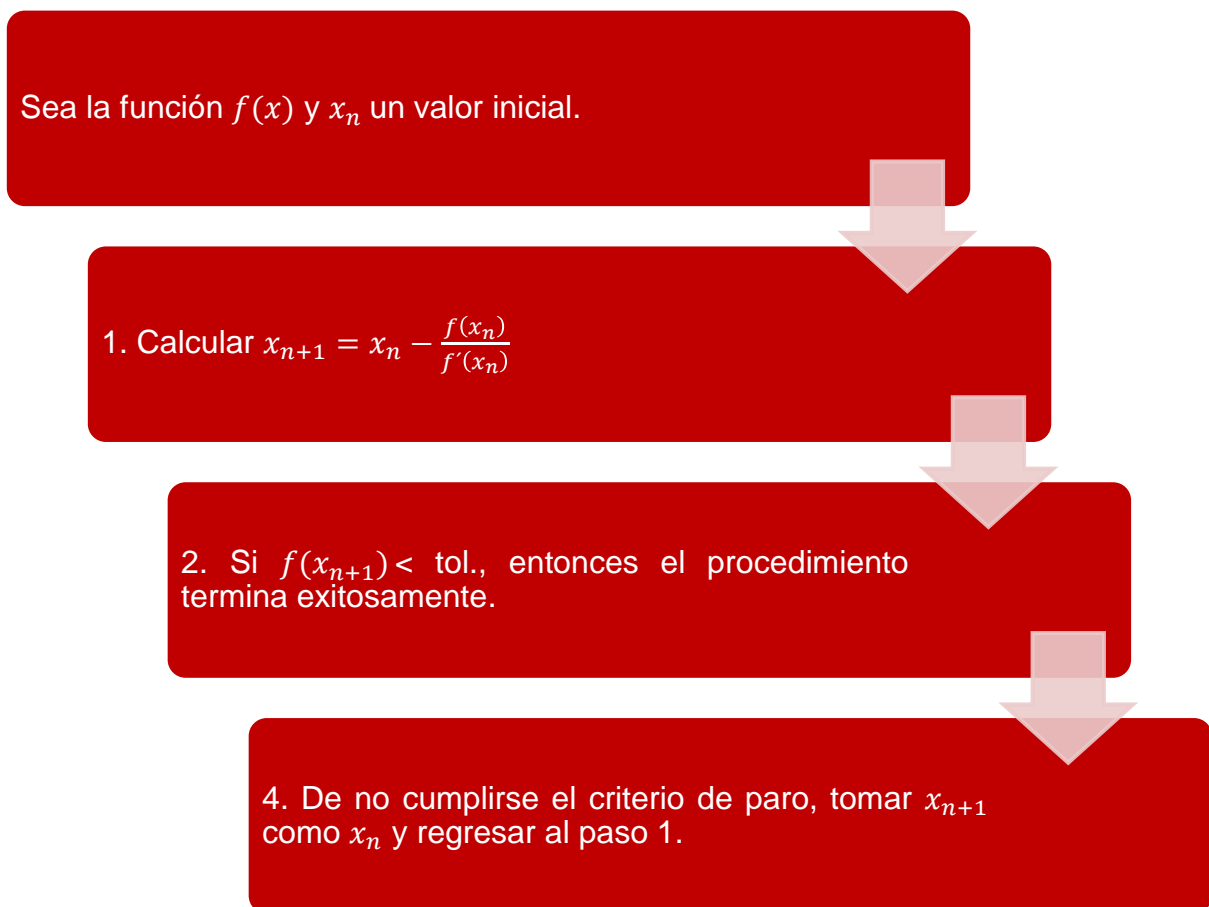 Sea la función f(x) y xₙ un valor inicial.
1. Calcular xₙ₊₁ = xₙ − f(xₙ)/f´(xₙ)
2. Si f(xₙ₊₁) < tol., entonces el procedimiento
termina exitosamente.
4. De no cumplirse el criterio de paro, tomar xₙ₊₁
como xₙ y regresar al paso 1.